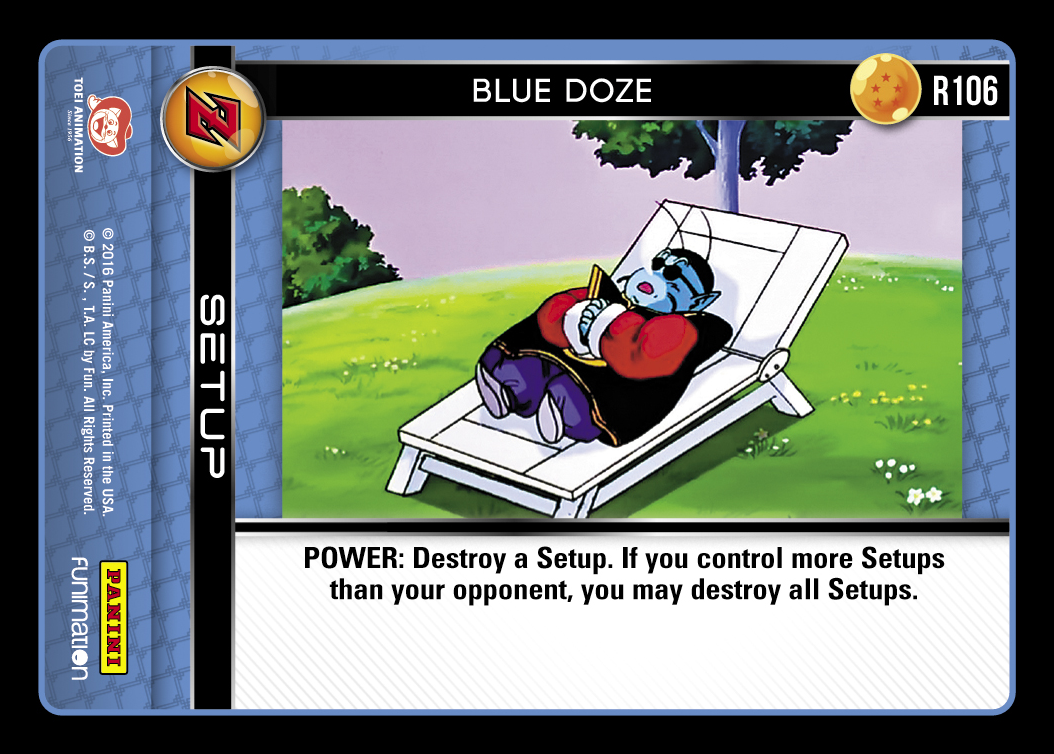 BLUE DOZE
R106
SETUP
POWER: Destroy a Setup. If you control more Setups
than your opponent, you may destroy all Setups.
TOEI ANIMATION
Since 1956
© 2016 Panini America, Inc. Printed in the USA.
© B.S. / S., T.A. LC by Fun. All Rights Reserved.
PANINI
FUNimation